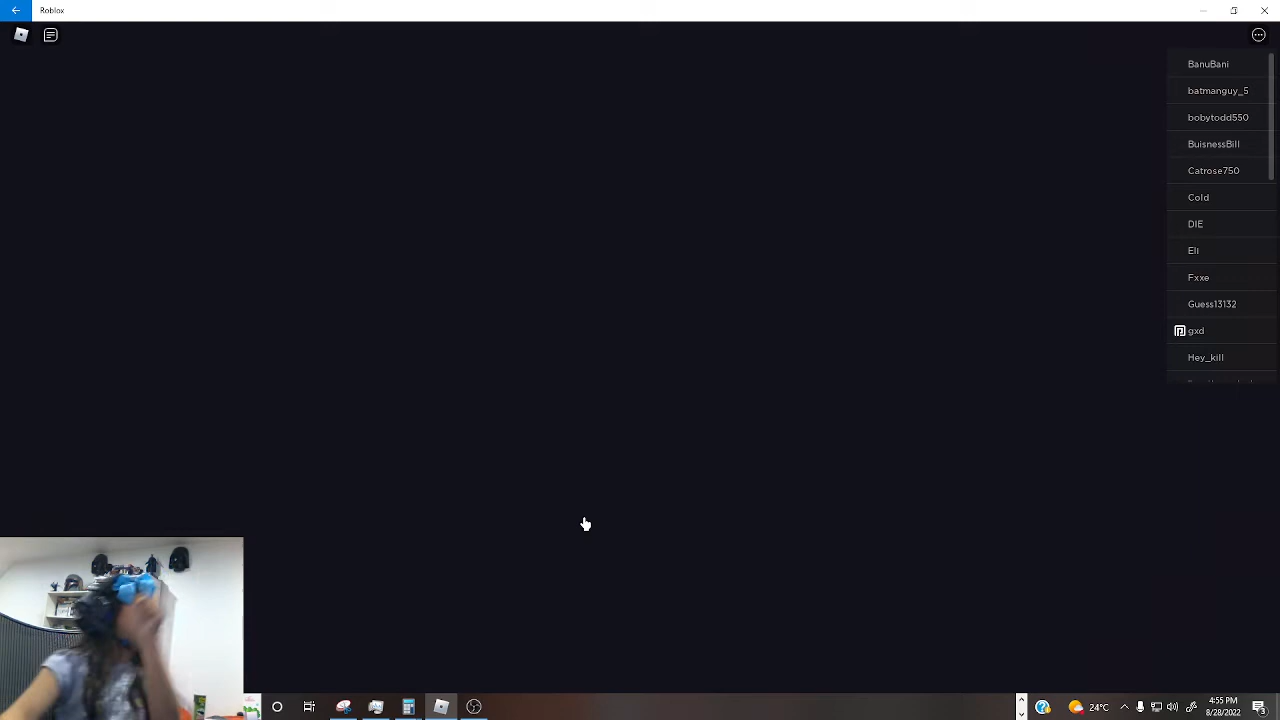 Roblox
BanuBani
batmanguy_5
bobytodd550
BuisnessBill
Catrose750
Cold
DIE
Eli
Fxxe
Guess13132
gxd
Hey_kill
26°C
4:55 PM
8/28/2022